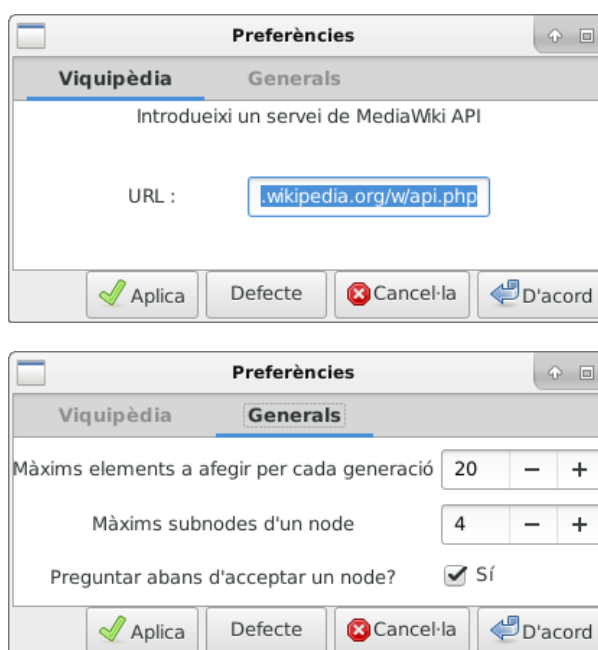 Preferències
Viquipèdia Generals
Introdueixi un servei de MediaWiki API
URL : .wikipedia.org/w/api.php
Aplica Defecte Cancel·la D'acord
Preferències
Viquipèdia Generals
Màxims elements a afegir per cada generació 20 − +
Màxims subnodes d'un node 4 − +
Preguntar abans d'acceptar un node? Sí
Aplica Defecte Cancel·la D'acord